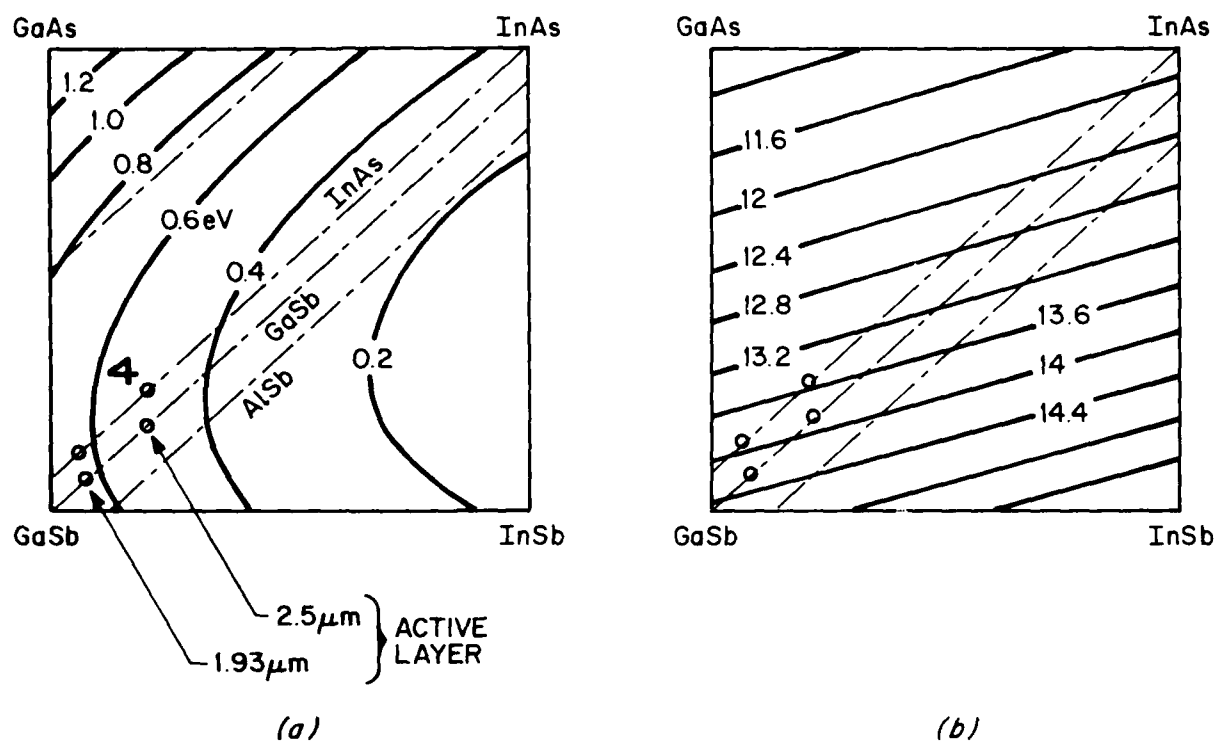 GaAs
InAs
1.2
1.0
0.8
0.6eV
0.4
0.2
InAs
GaSb
AlSb
4
GaSb
InSb
2.5μm
1.93μm
ACTIVE
LAYER
(a)
GaAs
InAs
11.6
12
12.4
12.8
13.2
13.6
14
14.4
GaSb
InSb
(b)